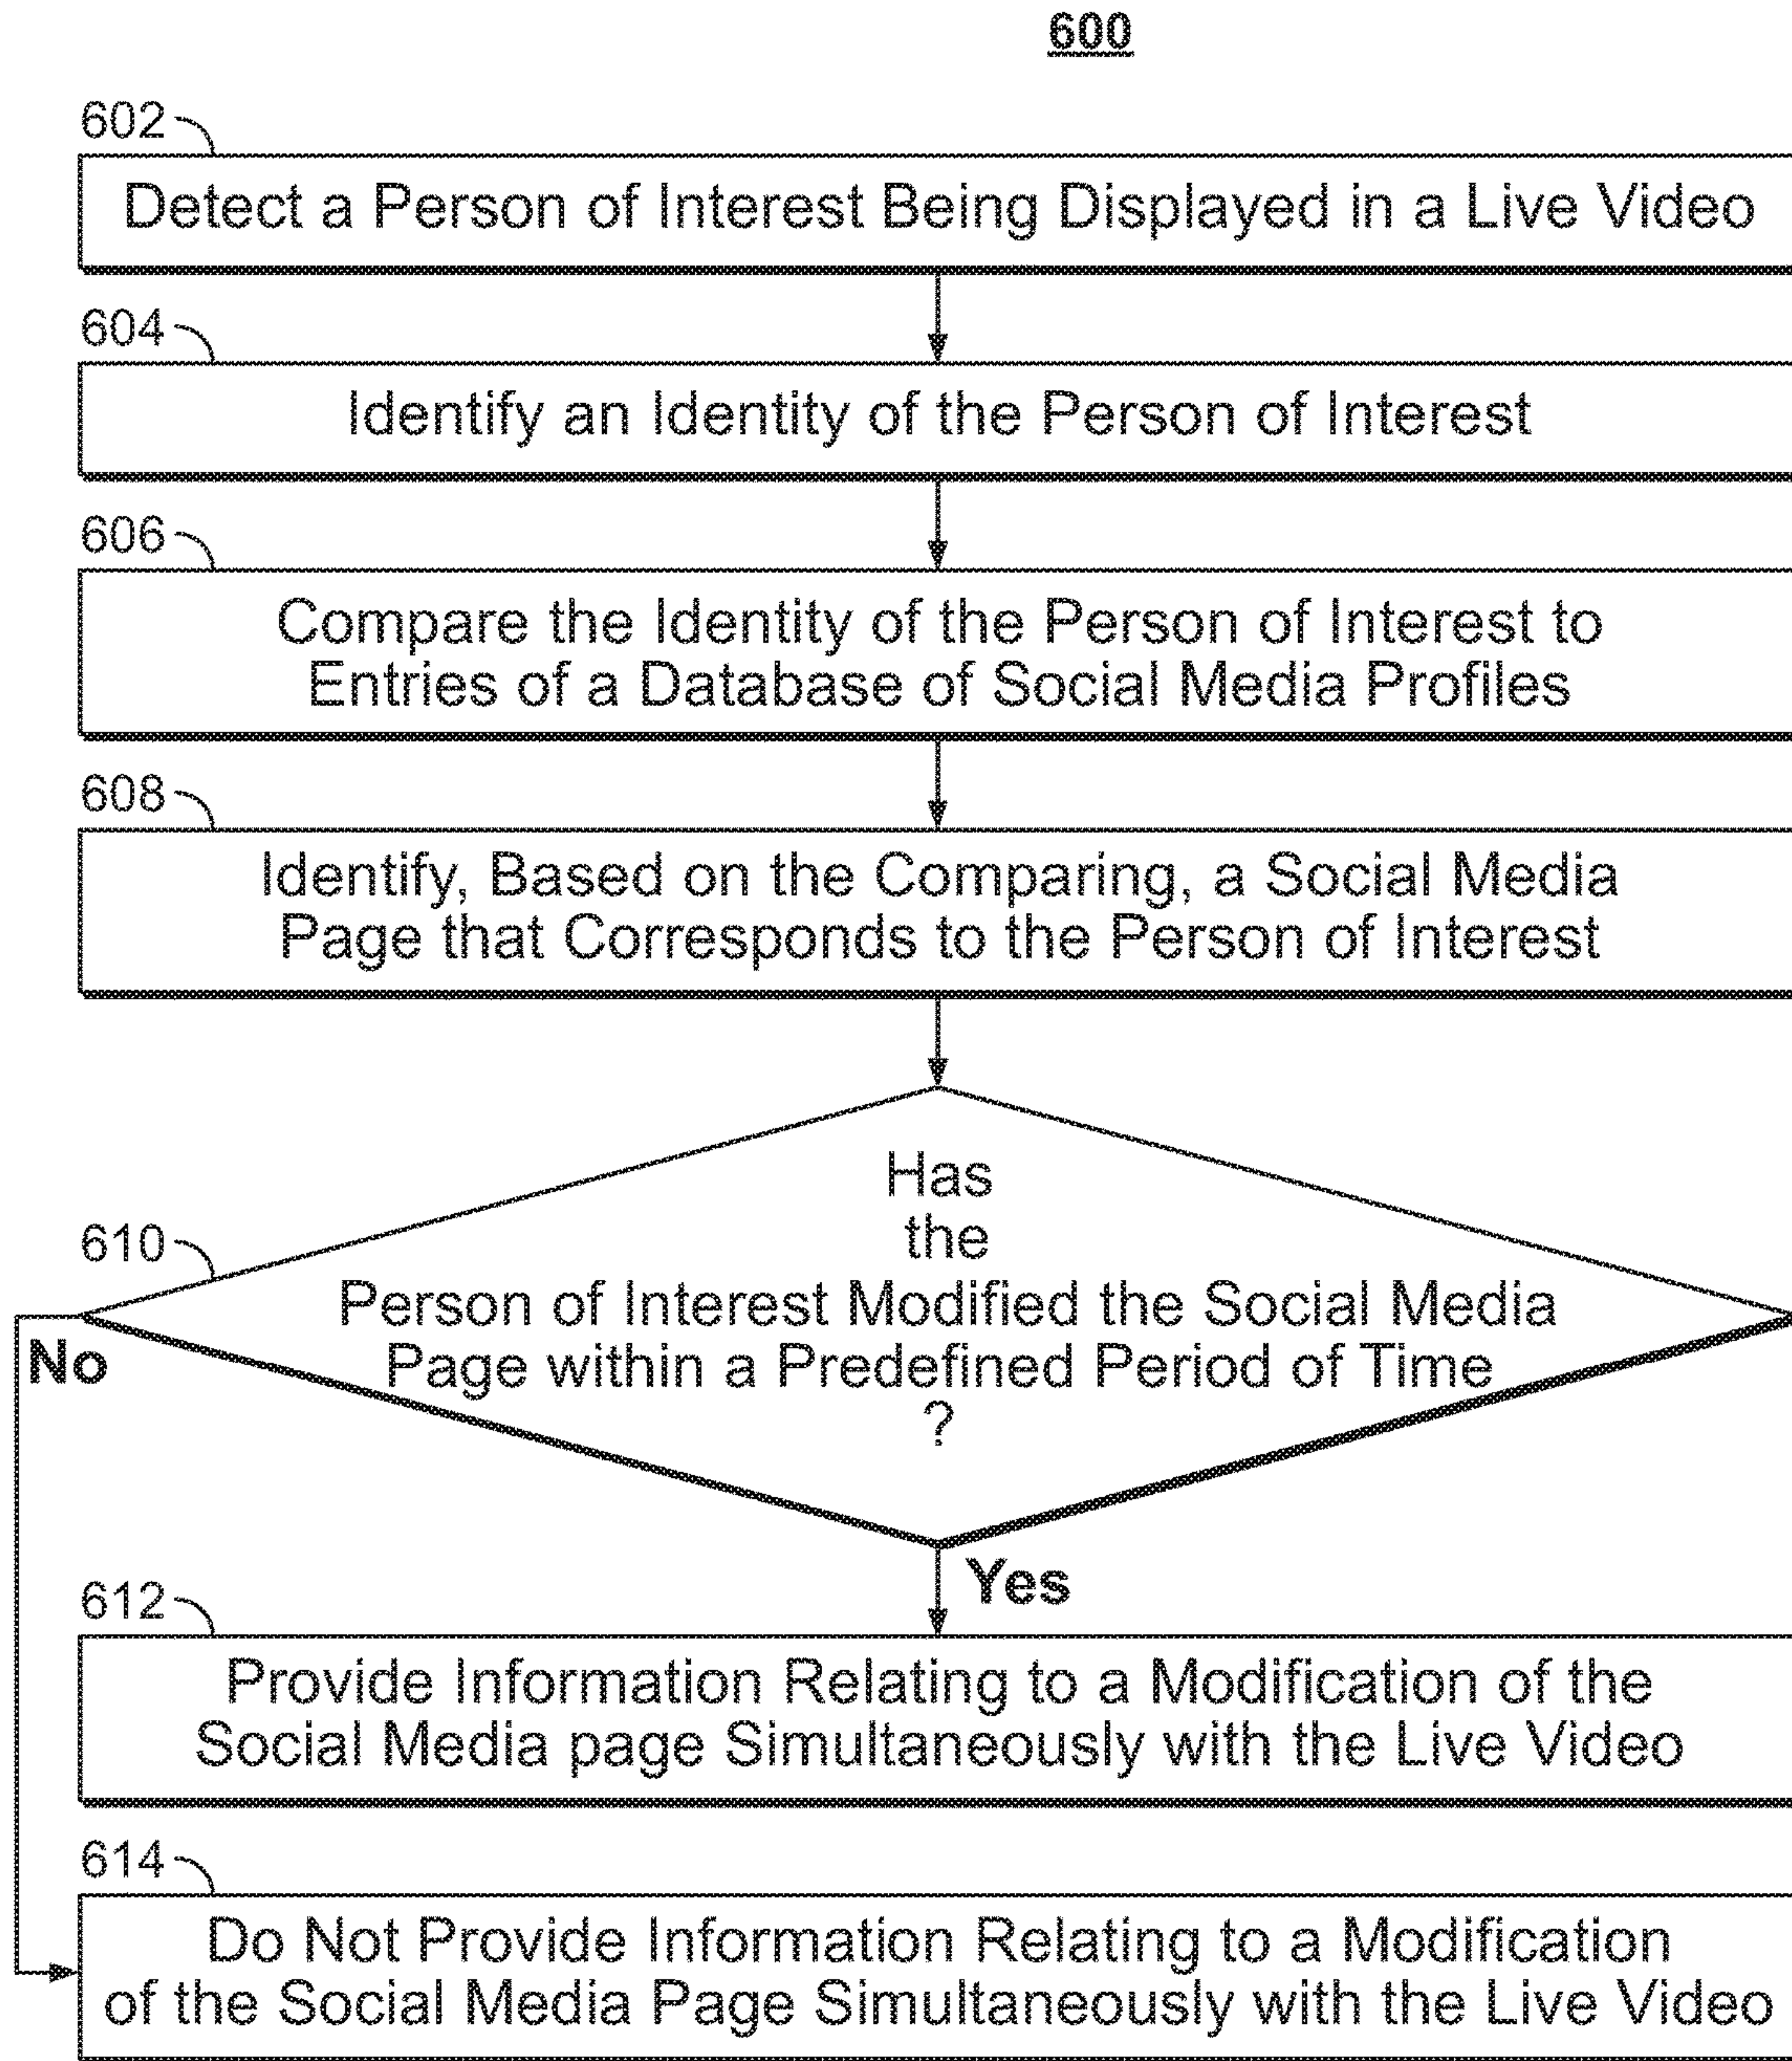 600
602
Detect a Person of Interest Being Displayed in a Live Video
604
Identify an Identity of the Person of Interest
606
Compare the Identity of the Person of Interest to
Entries of a Database of Social Media Profiles
608
Identify, Based on the Comparing, a Social Media
Page that Corresponds to the Person of Interest
610
Has
the
Person of Interest Modified the Social Media
Page within a Predefined Period of Time
?
No
Yes
612
Provide Information Relating to a Modification of the
Social Media page Simultaneously with the Live Video
614
Do Not Provide Information Relating to a Modification
of the Social Media Page Simultaneously with the Live Video